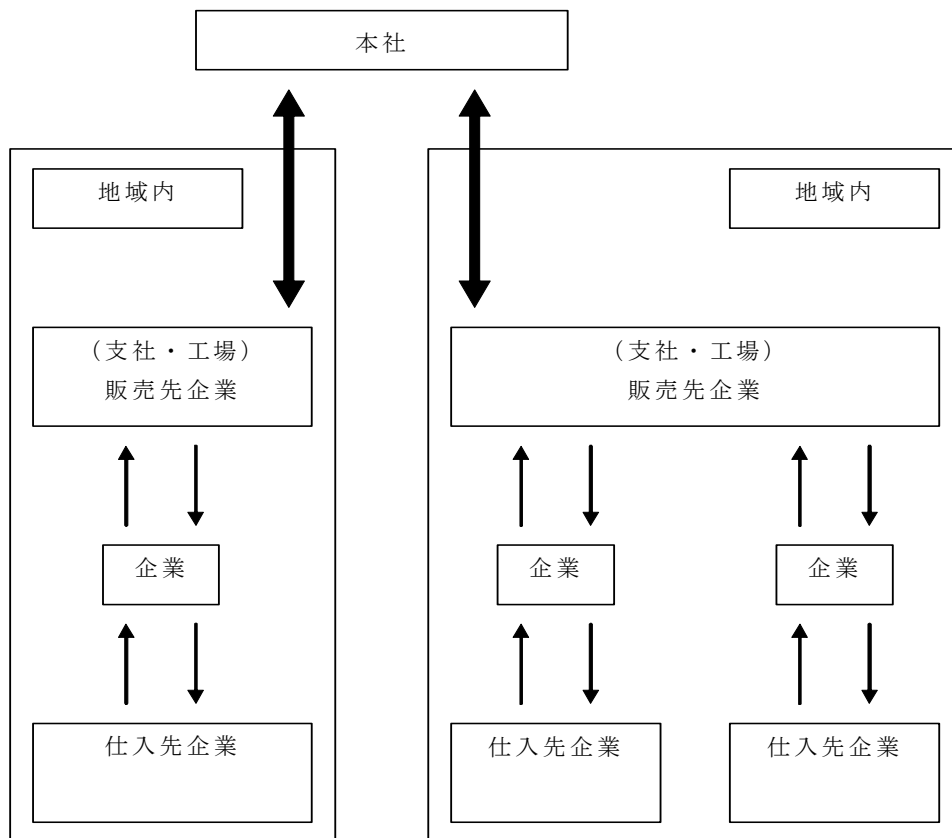 本社
地域内
地域内
（支社・工場）
販売先企業
（支社・工場）
販売先企業
企業
企業
企業
仕入先企業
仕入先企業
仕入先企業